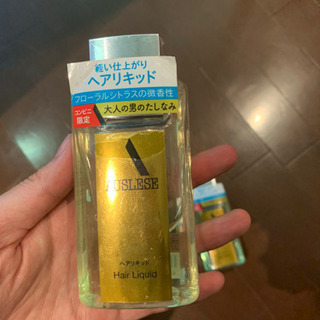 軽い仕上がり
ヘアリキッド
フローラルシトラスの微香性
コンビニ
限定
大人の男のたしなみ
AUSLESE
ヘアリキッド
Hair Liquid